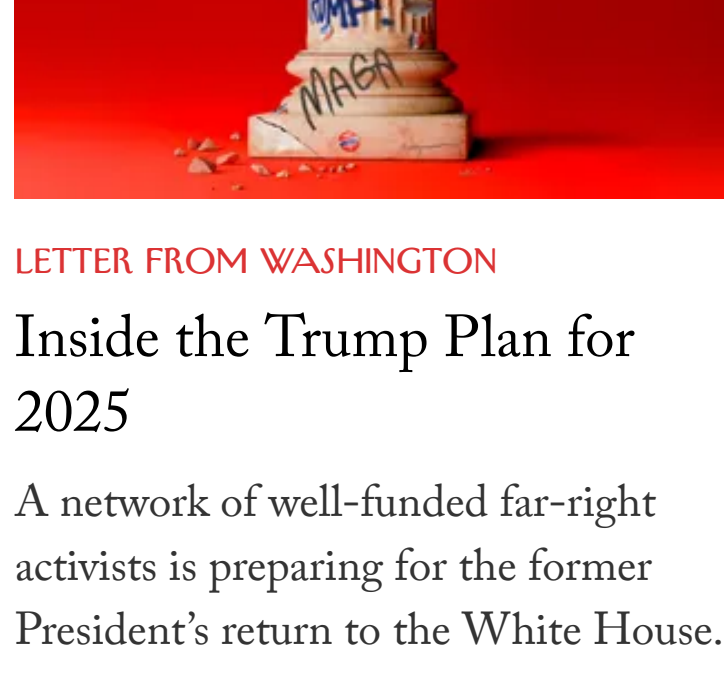 TRUMP!
MAGA
LETTER FROM WASHINGTON
Inside the Trump Plan for
2025
A network of well-funded far-right
activists is preparing for the former
President’s return to the White House.